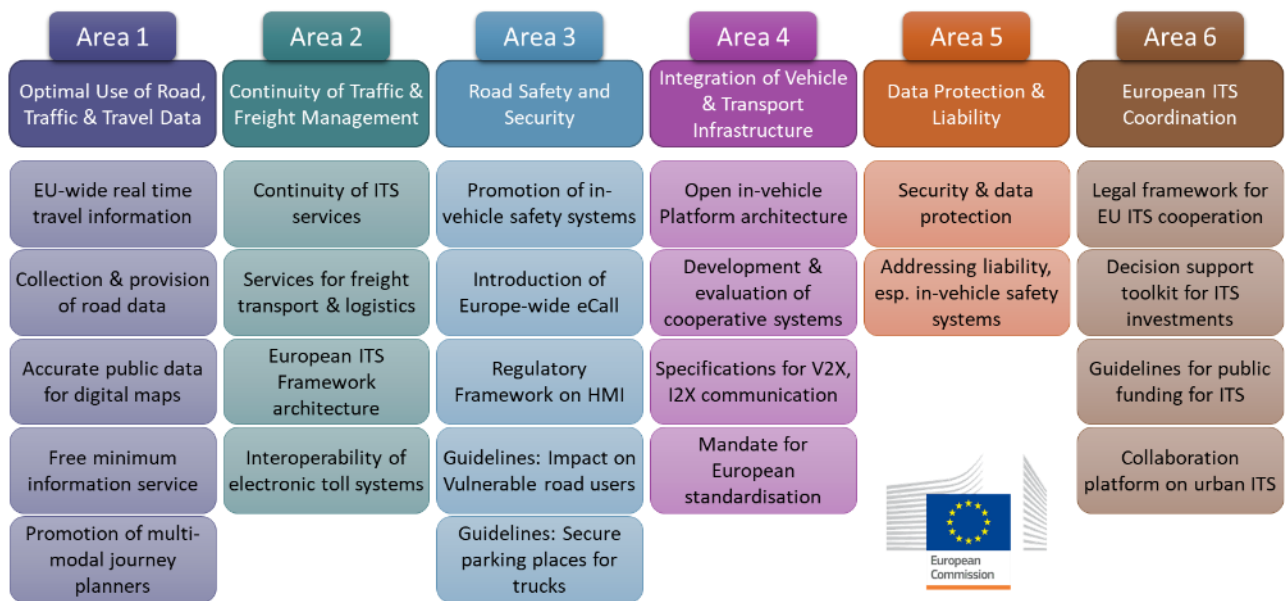 Area 1
Optimal Use of Road,
Traffic & Travel Data
EU-wide real time
travel information
Collection & provision
of road data
Accurate public data
for digital maps
Free minimum
information service
Promotion of multi-
modal journey
planners
Area 2
Continuity of Traffic &
Freight Management
Continuity of ITS
services
Services for freight
transport & logistics
European ITS
Framework
architecture
Interoperability of
electronic toll systems
Area 3
Road Safety and
Security
Promotion of in-
vehicle safety systems
Introduction of
Europe-wide eCall
Regulatory
Framework on HMI
Guidelines: Impact on
Vulnerable road users
Guidelines: Secure
parking places for
trucks
Area 4
Integration of Vehicle
& Transport
Infrastructure
Open in-vehicle
Platform architecture
Development &
evaluation of
cooperative systems
Specifications for V2X,
I2X communication
Mandate for
European
standardisation
Area 5
Data Protection &
Liability
Security & data
protection
Addressing liability,
esp. in-vehicle safety
systems
European
Commission
Area 6
European ITS
Coordination
Legal framework for
EU ITS cooperation
Decision support
toolkit for ITS
investments
Guidelines for public
funding for ITS
Collaboration
platform on urban ITS